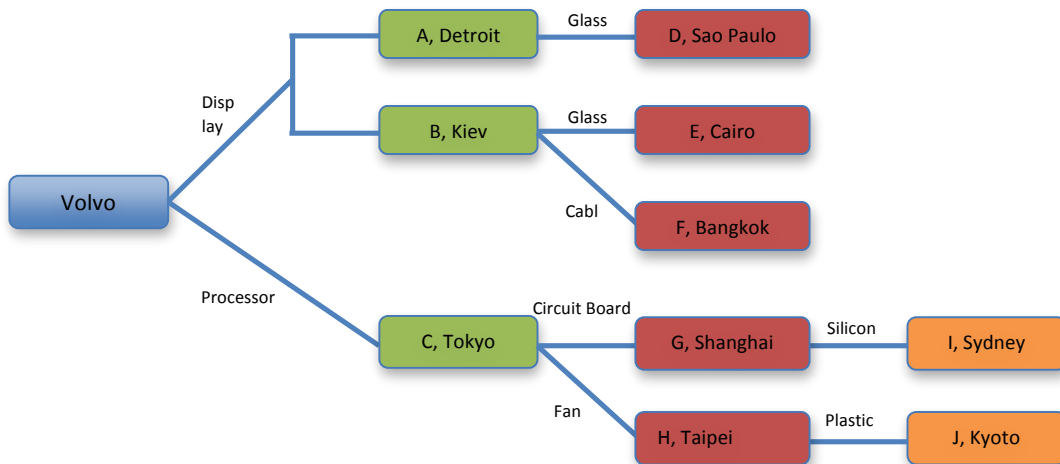 Glass
A, Detroit
D, Sao Paulo
Disp
lay
Glass
B, Kiev
E, Cairo
Volvo
Cabl
F, Bangkok
Processor
Circuit Board
Silicon
C, Tokyo
G, Shanghai
I, Sydney
Fan
Plastic
H, Taipei
J, Kyoto